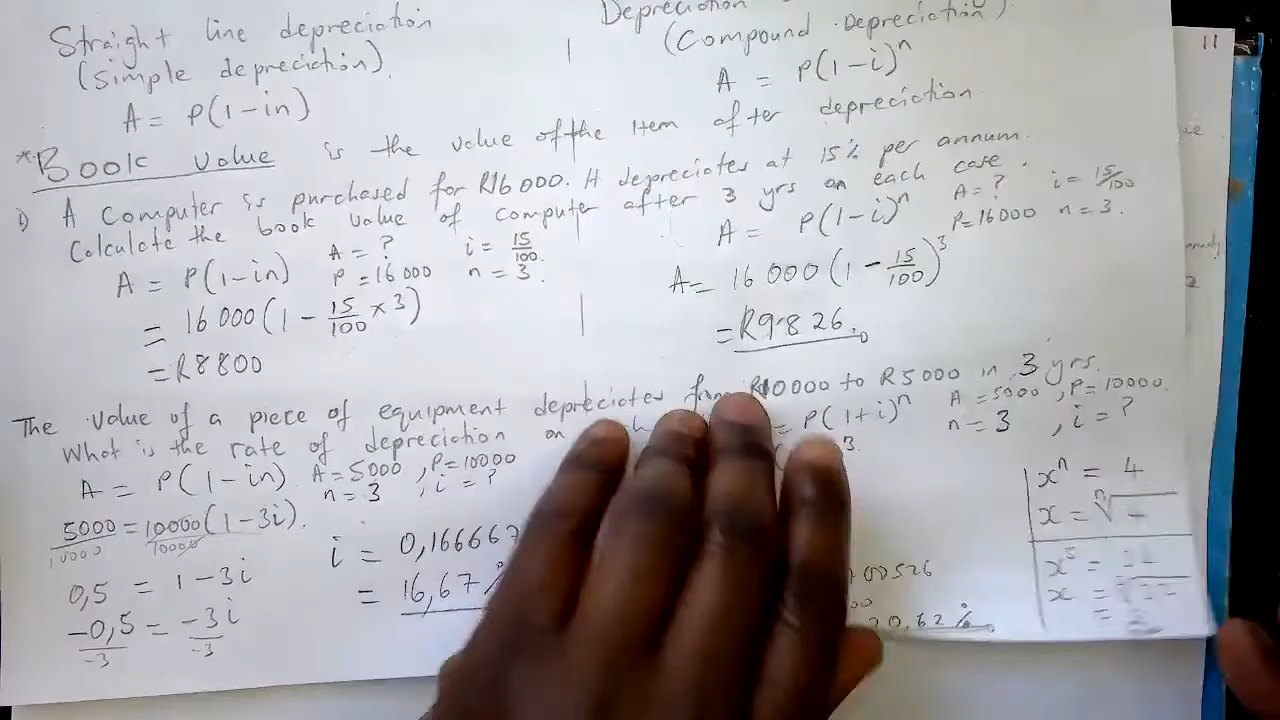 Straight line depreciation
(simple depreciation).
A = P(1-in)
Depreciation
(Compound Depreciation)
A = P(1-i)^n
*Book value is the value of the item after depreciation.
1) A computer is purchased for R16 000. It depreciates at 15% per annum.
Calculate the book value of computer after 3 yrs on each case.
A = P(1-in)
A = ?
i = 15/100.
P = 16 000
n = 3.
= 16 000(1 - 15/100 × 3)
= R8800
A = P(1-i)^n
A = ?
i = 15/100
P = 16000 n = 3.
A = 16 000(1 - 15/100)^3
= R9826.
The value of a piece of equipment depreciates from R10000 to R5000 in 3 yrs.
What is the rate of depreciation on
A = P(1-in)
A = 5000, P = 10000
n = 3, i = ?
5000/10000 = 10000/10000 (1-3i).
0,5 = 1-3i
-0,5/-3 = -3i/-3
i = 0,166667
= 16,67%
= P(1+i)^n
A = 5000, P = 10000.
n = 3, i = ?
3.
00526
20,62%
x^n = 4
x = n√
x =